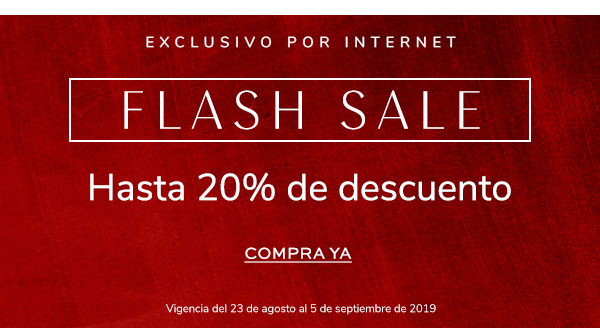 EXCLUSIVO POR INTERNET
FLASH SALE
Hasta 20% de descuento
COMPRA YA
Vigencia del 23 de agosto al 5 de septiembre de 2019